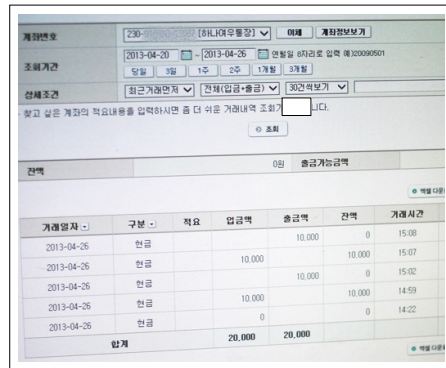 계좌번호 230- [하나여우통장] 이체 계좌정보보기
조회기간 2013-04-20 ~ 2013-04-26 연월일 8자리로 입력 예)20090501
당일 3일 1주 2주 1개월 3개월
상세조건 최근거래먼저 전체(입금+출금) 30건씩보기
찾고 싶은 계좌의 적요내용을 입력하시면 좀 더 쉬운 거래내역 조회가 니다.
조회
잔액 0원 출금가능금액
엑셀 다운
거래일자 구분 적요 입금액 출금액 잔액 거래시간
2013-04-26 현금 10,000 0 15:08
2013-04-26 현금 10,000 10,000 15:07
2013-04-26 현금 10,000 0 15:02
2013-04-26 현금 10,000 10,000 14:59
2013-04-26 현금 0 0 14:22
합계 20,000 20,000
엑셀 다운